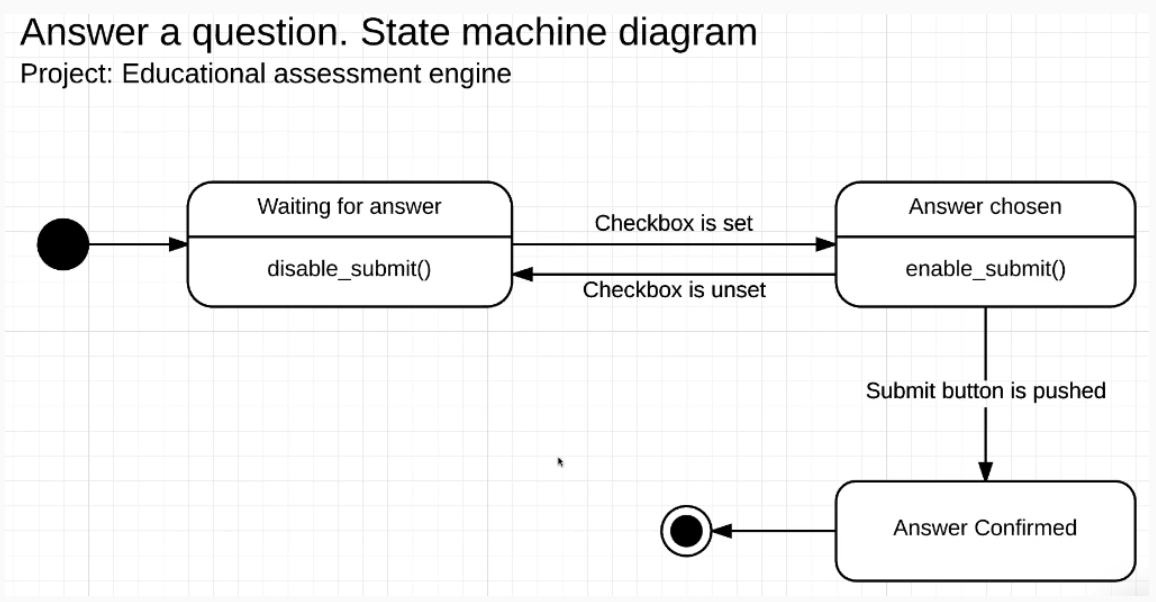 Answer a question. State machine diagram
Project: Educational assessment engine
Waiting for answer
disable_submit()
Checkbox is set
Checkbox is unset
Answer chosen
enable_submit()
Submit button is pushed
Answer Confirmed